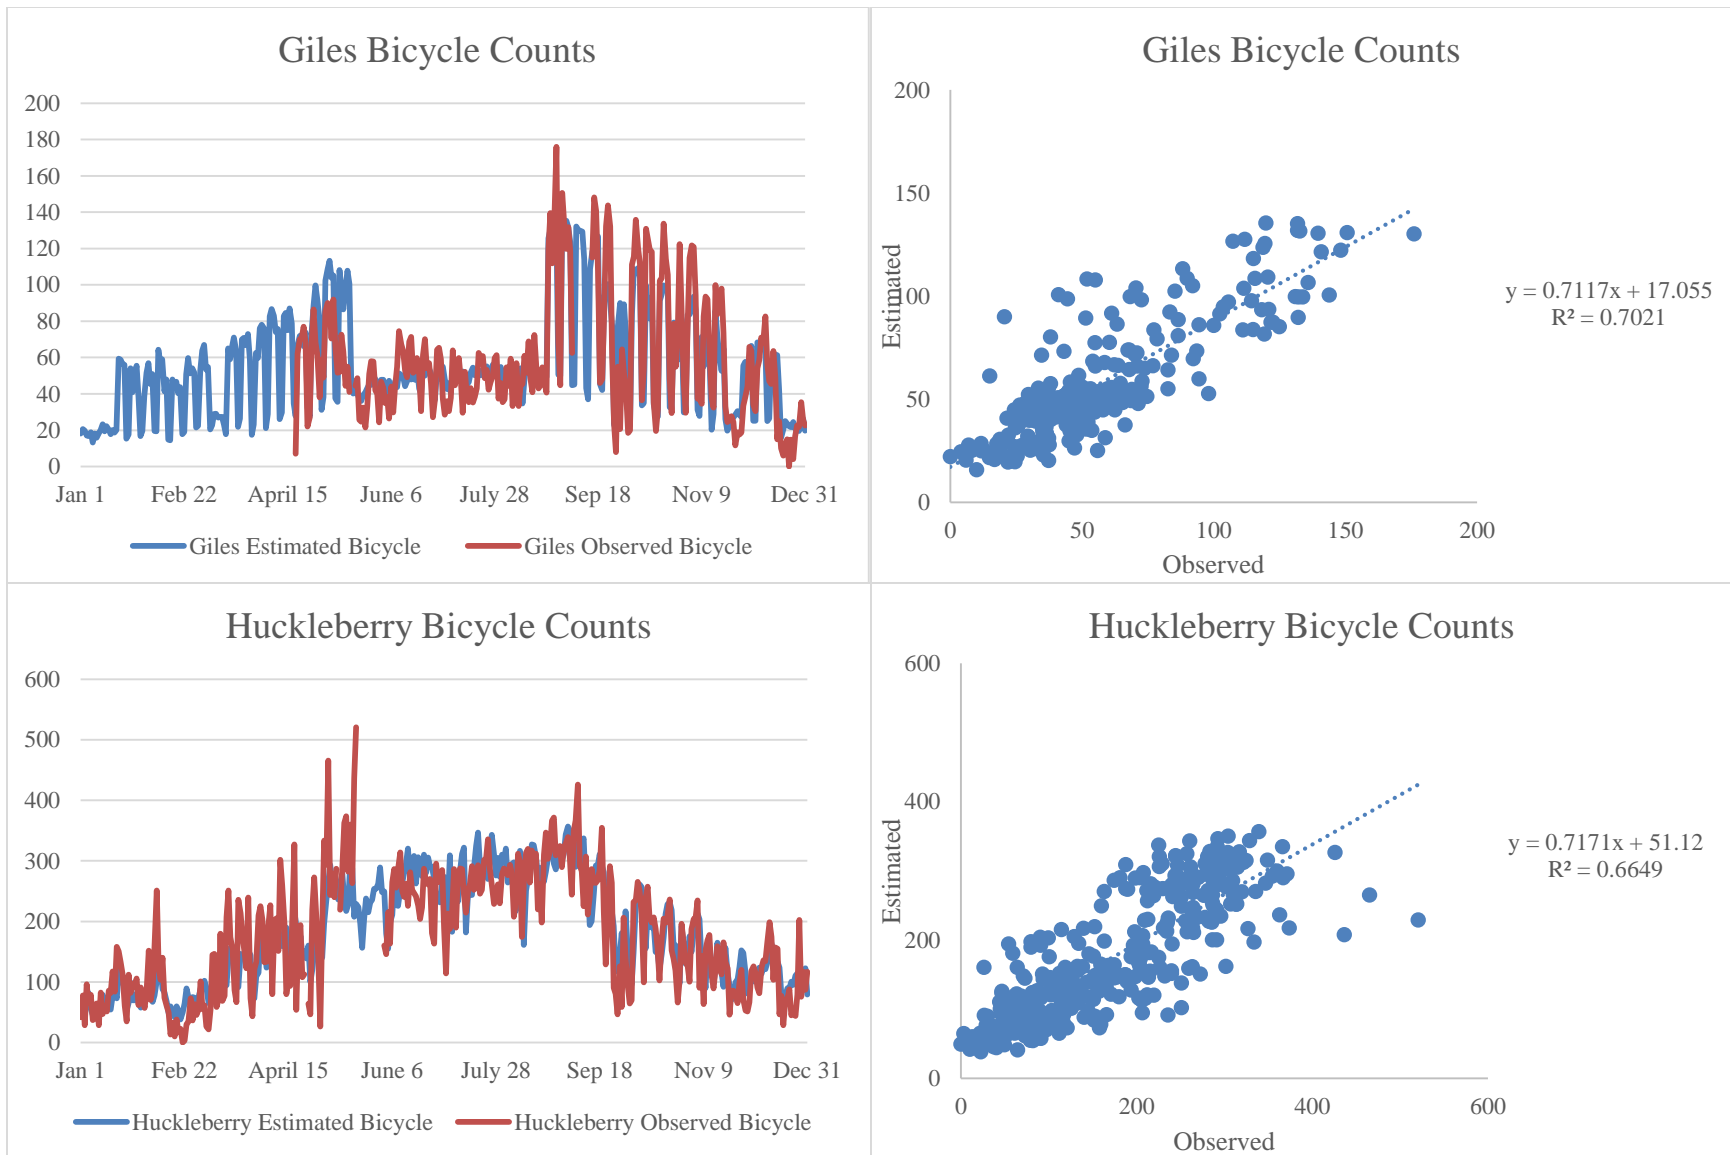 Giles Bicycle Counts
200
180
160
140
120
100
80
60
40
20
0
Jan 1 Feb 22 April 15 June 6 July 28 Sep 18 Nov 9 Dec 31
Giles Estimated Bicycle Giles Observed Bicycle
Giles Bicycle Counts
200
150
100
50
0
Estimated
0 50 100 150 200
Observed
y = 0.7117x + 17.055
R² = 0.7021
Huckleberry Bicycle Counts
600
500
400
300
200
100
0
Jan 1 Feb 22 April 15 June 6 July 28 Sep 18 Nov 9 Dec 31
Huckleberry Estimated Bicycle Huckleberry Observed Bicycle
Huckleberry Bicycle Counts
600
400
200
0
Estimated
0 200 400 600
Observed
y = 0.7171x + 51.12
R² = 0.6649